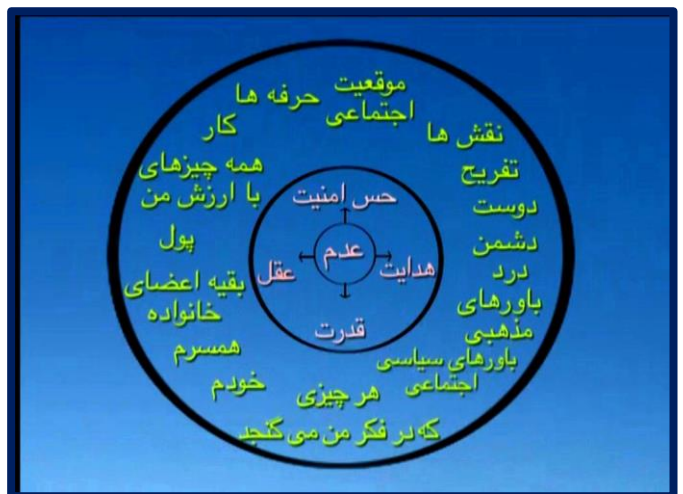 موقعیت
اجتماعی
حرفه ها
نقش ها
کار
تفریح
همه چیزهای
با ارزش من
دوست
حس امنیت
دشمن
پول
عدم
هدایت
عقل
درد
بقیه اعضای
خانواده
باورهای
مذهبی
قدرت
همسرم
باورهای سیاسی
اجتماعی
خودم
هر چیزی
که در فکر من می گنجد